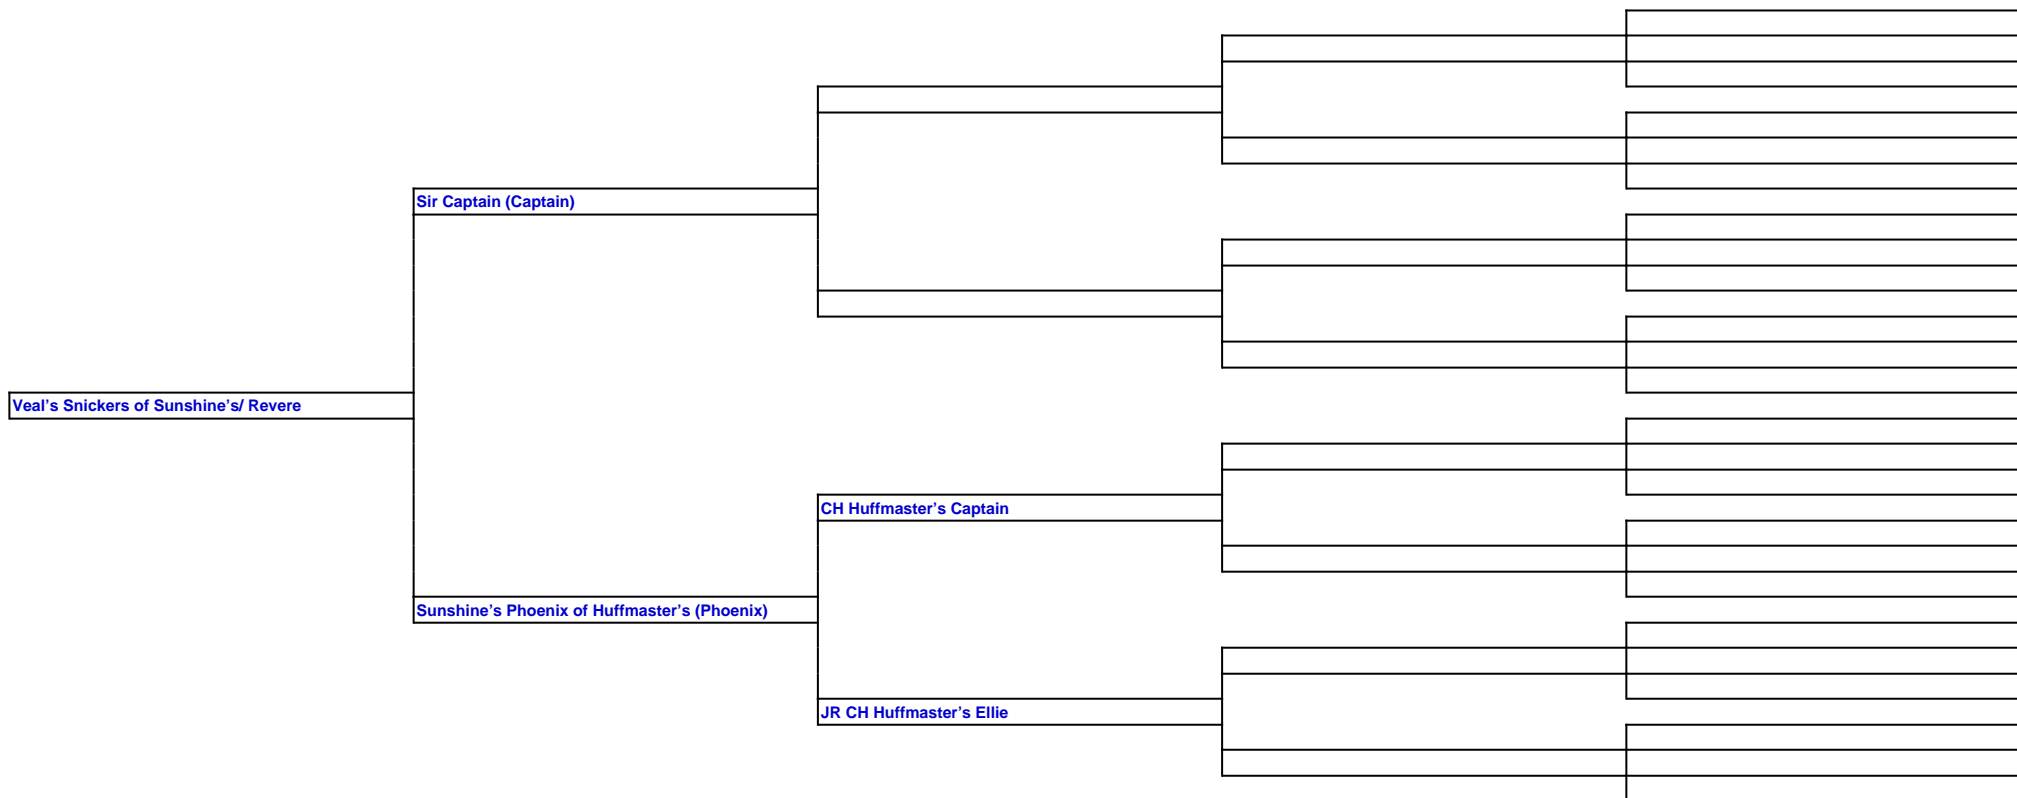 Sir Captain (Captain)
Veal’s Snickers of Sunshine’s/ Revere
CH Huffmaster’s Captain
Sunshine’s Phoenix of Huffmaster’s (Phoenix)
JR CH Huffmaster’s Ellie